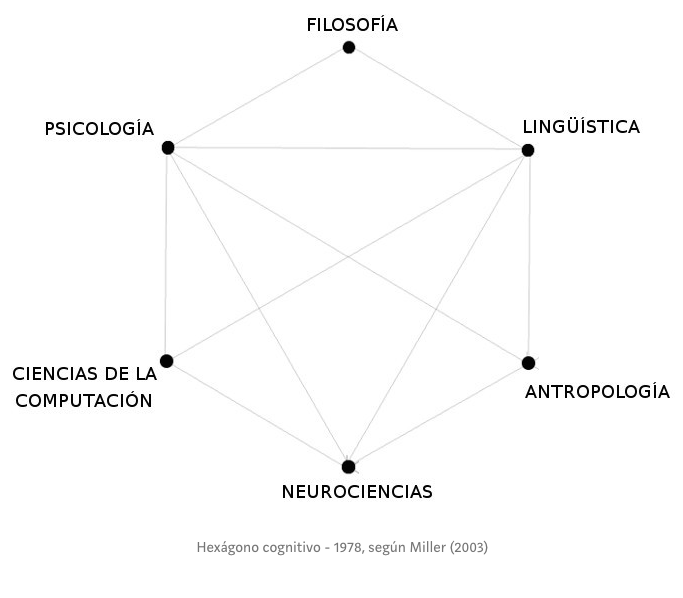 FILOSOFÍA
PSICOLOGÍA
LINGÜÍSTICA
CIENCIAS DE LA
COMPUTACIÓN
ANTROPOLOGÍA
NEUROCIENCIAS
Hexágono cognitivo - 1978, según Miller (2003)